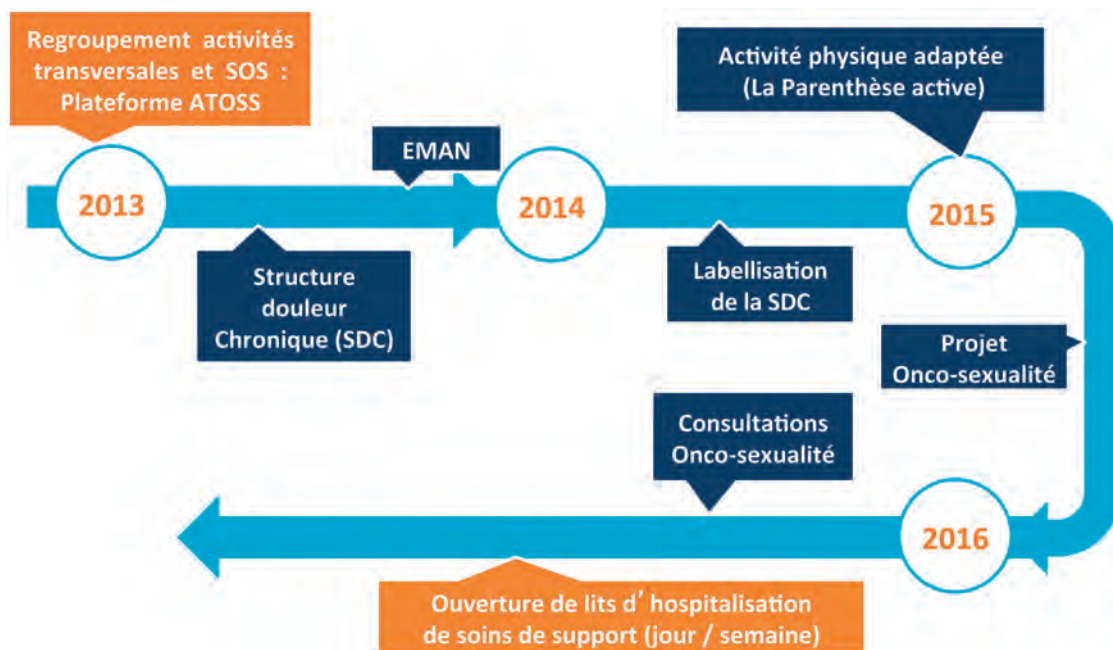 Regroupement activités
transversales et SOS :
Plateforme ATOSS
Activité physique adaptée
(La Parenthèse active)
EMAN
2013
2014
2015
Structure
douleur
Chronique (SDC)
Labellisation
de la SDC
Projet
Onco-sexualité
Consultations
Onco-sexualité
2016
Ouverture de lits d' hospitalisation
de soins de support (jour / semaine)